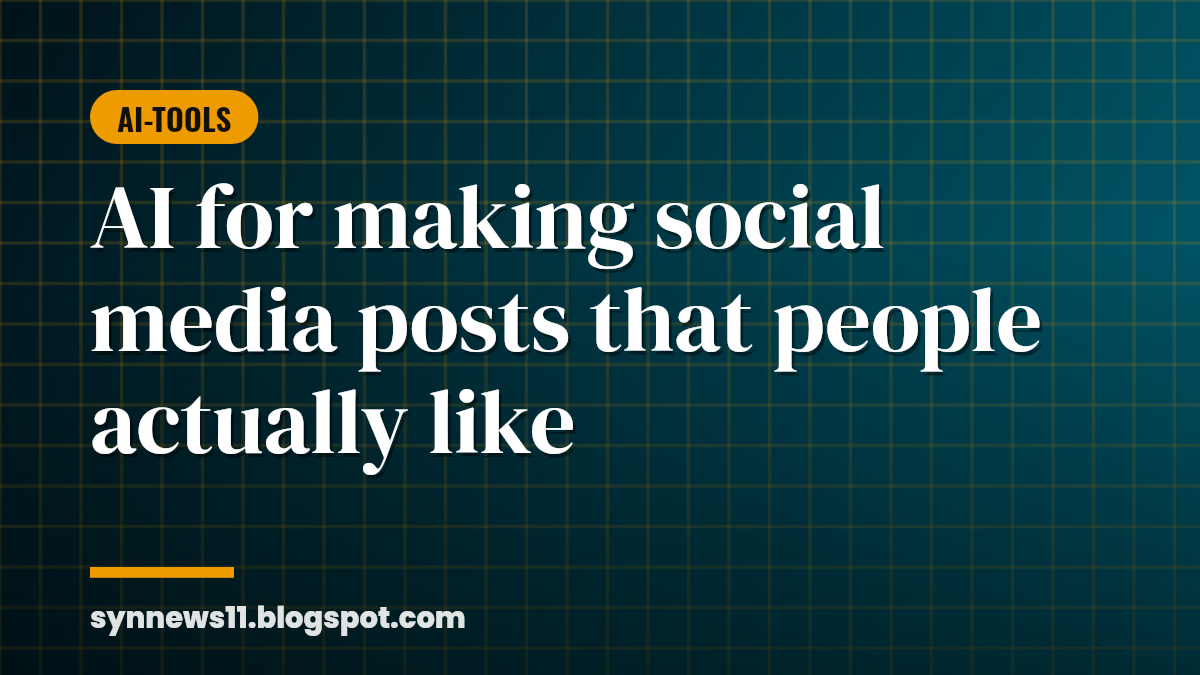 AI-TOOLS
AI for making social
media posts that people
actually like
synnews11.blogspot.com